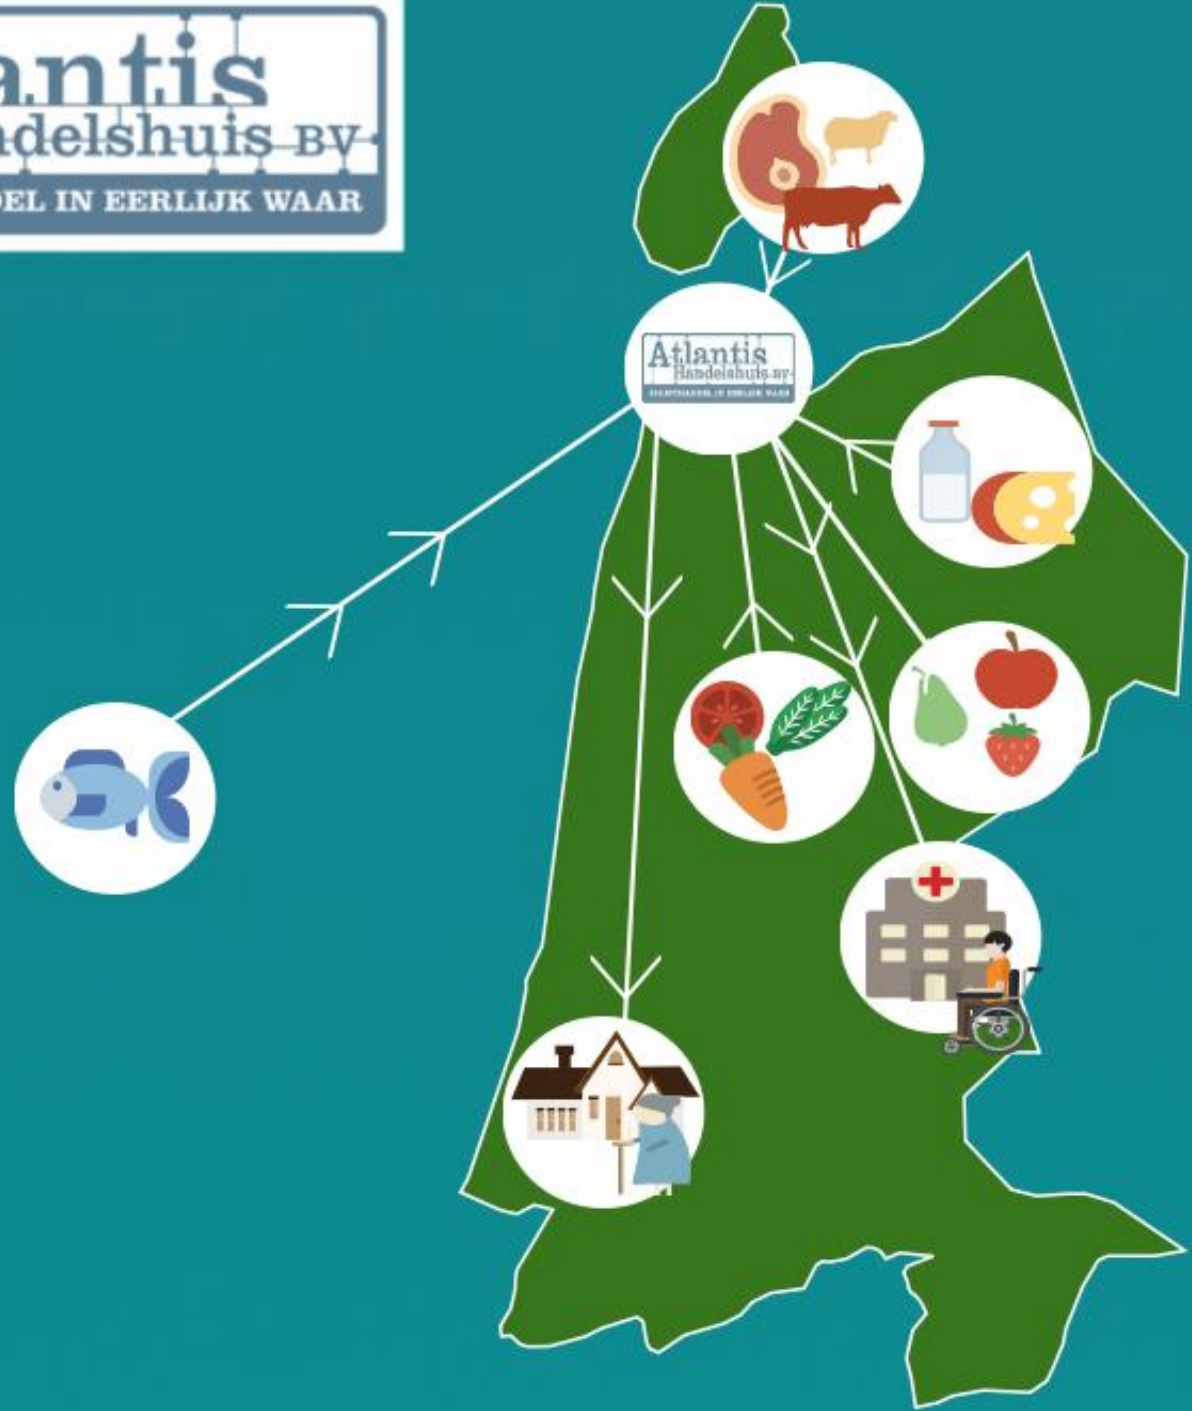 antis
ndelshuis BV
DEL IN EERLIJK WAAR
Atlantis
Handelshuis BV